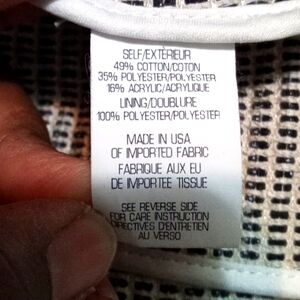 SELF/EXTERIEUR
49% COTTON/COTON
35% POLYESTER/POLYESTER
16% ACRYLIC/ACRYLIQUE
LINING/DOUBLURE
100% POLYESTER/POLYESTER
MADE IN USA
OF IMPORTED FABRIC
FABRIQUE AUX EU
DE IMPORTEE TISSUE
SEE REVERSE SIDE
FOR CARE INSTRUCTION
DIRECTIVES D'ENTRETIEN
AU VERSO